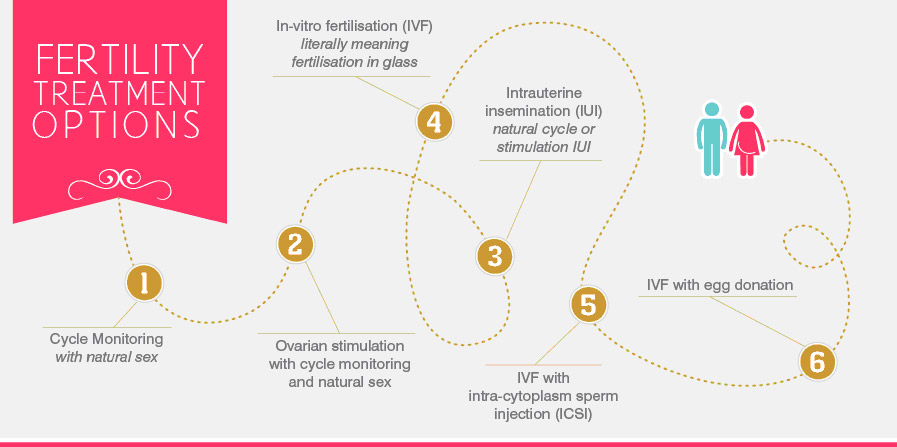 FERTILITY
TREATMENT
OPTIONS
1
Cycle Monitoring
with natural sex
2
Ovarian stimulation
with cycle monitoring
and natural sex
3
Intrauterine
insemination (IUI)
natural cycle or
stimulation IUI
4
In-vitro fertilisation (IVF)
literally meaning
fertilisation in glass
5
IVF with
intra-cytoplasm sperm
injection (ICSI)
6
IVF with egg donation